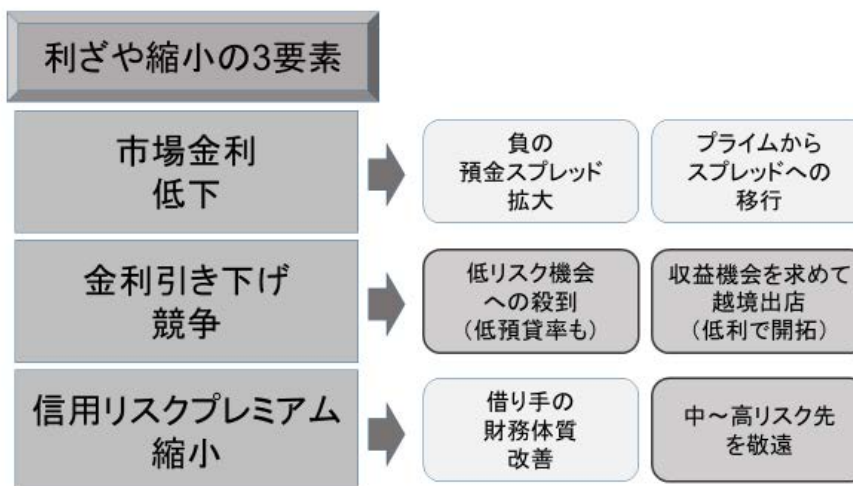 利ざや縮小の3要素
市場金利
低下
負の
預金スプレッド
拡大
プライムから
スプレッドへの
移行
金利引き下げ
競争
低リスク機会
への殺到
（低預貸率も）
収益機会を求めて
越境出店
（低利で開拓）
信用リスクプレミアム
縮小
借り手の
財務体質
改善
中～高リスク先
を敬遠